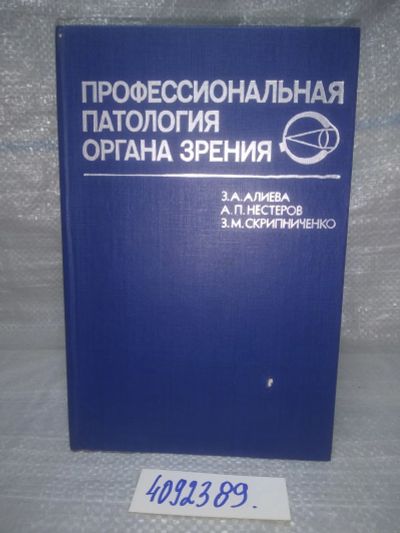 ПРОФЕССИОНАЛЬНАЯ
ПАТОЛОГИЯ
ОРГАНА ЗРЕНИЯ
З.А.АЛИЕВА
А.П.НЕСТЕРОВ
З.М.СКРИПНИЧЕНКО
4092389.